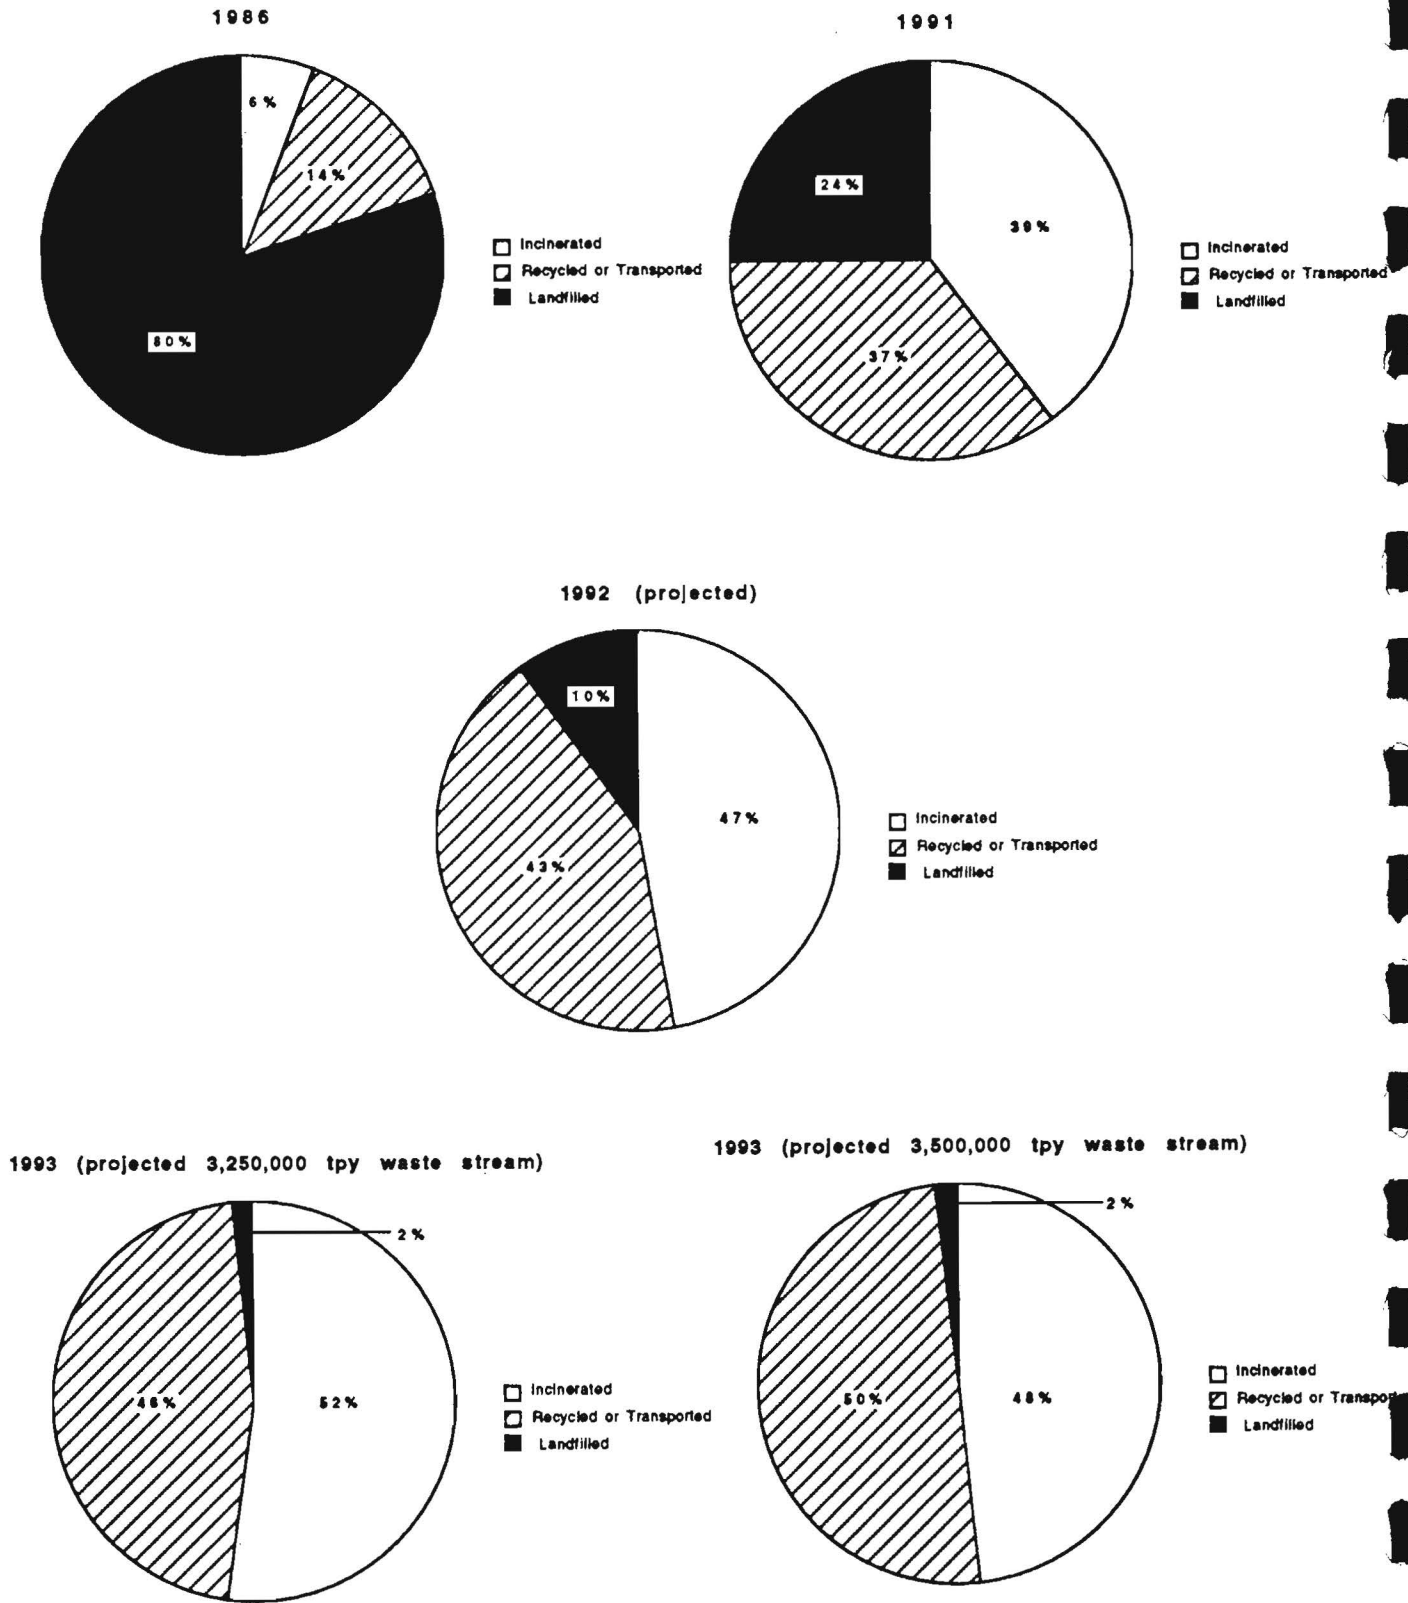 1986
6%
14%
80%
Incinerated
Recycled or Transported
Landfilled
1991
24%
39%
37%
Incinerated
Recycled or Transported
Landfilled
1992 (projected)
10%
47%
43%
Incinerated
Recycled or Transported
Landfilled
1993 (projected 3,250,000 tpy waste stream)
2%
46%
52%
Incinerated
Recycled or Transported
Landfilled
1993 (projected 3,500,000 tpy waste stream)
2%
50%
48%
Incinerated
Recycled or Transpor
Landfilled